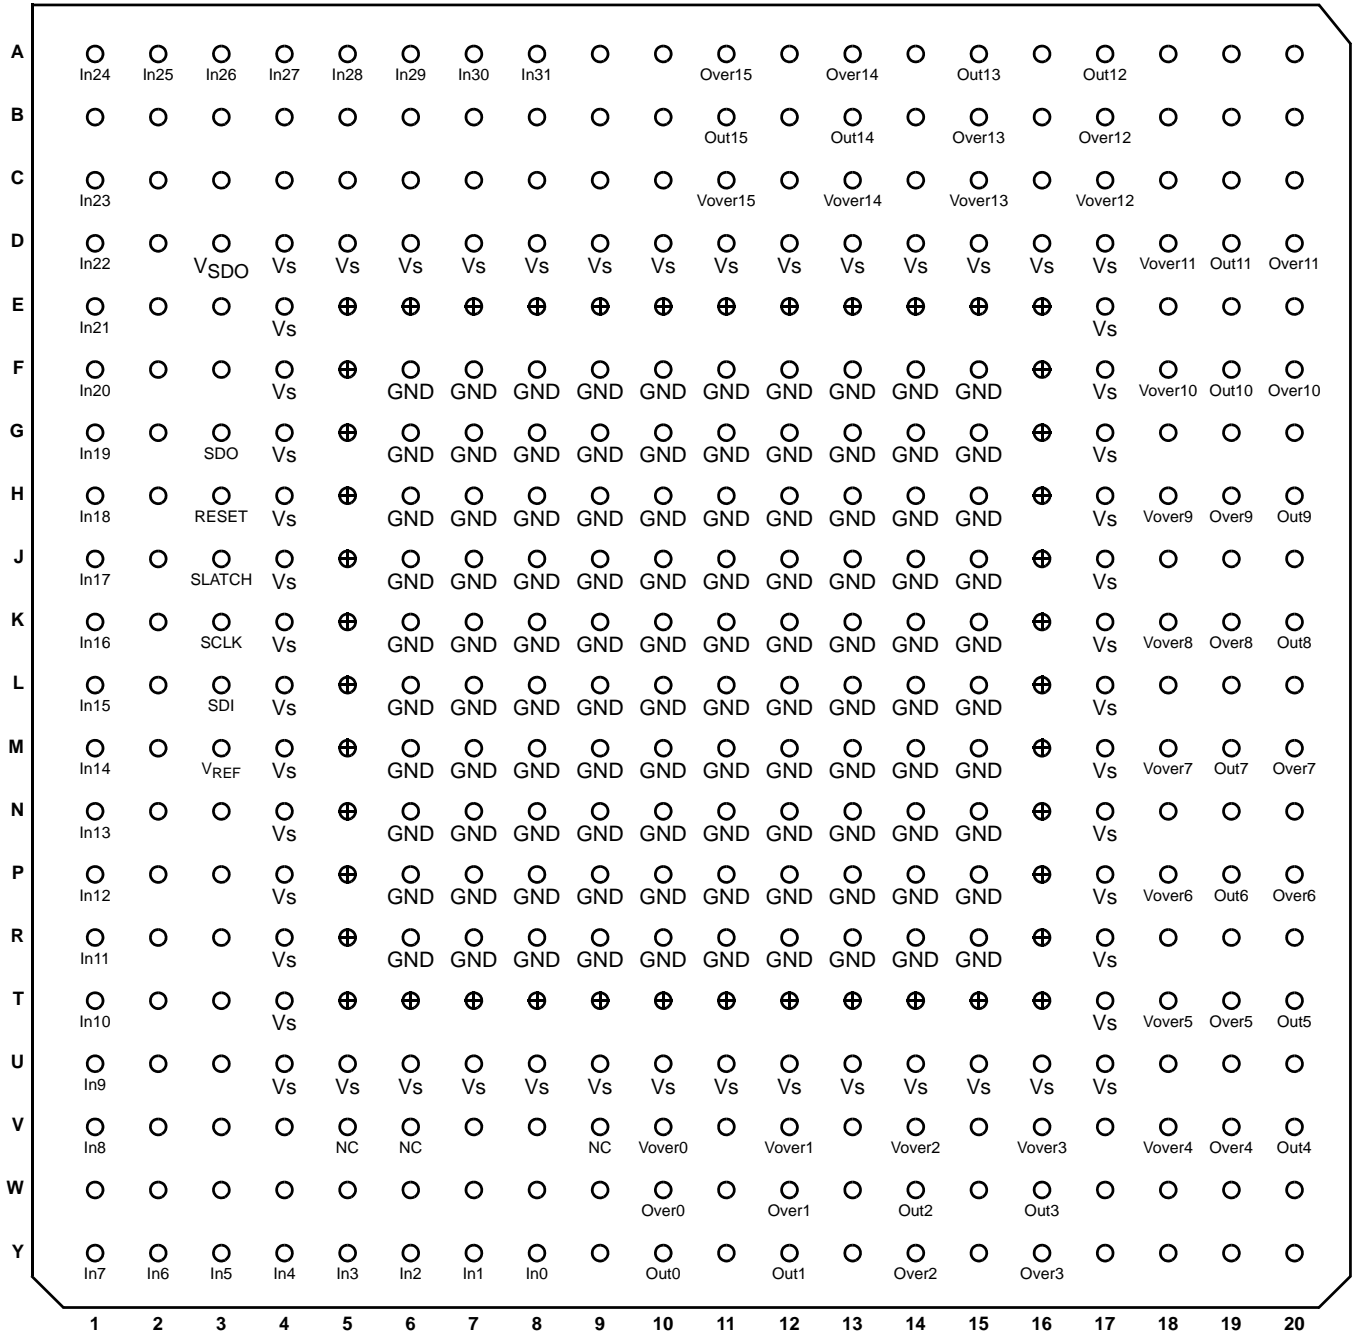 A
In24 In25 In26 In27 In28 In29 In30 In31 Over15 Over14 Out13 Out12
B
Out15 Out14 Over13 Over12
C
In23 Vover15 Vover14 Vover13 Vover12
D
In22 VSDO Vs Vs Vs Vs Vs Vs Vs Vs Vs Vs Vs Vs Vs Vs Vover11 Out11 Over11
E
In21 Vs Vs
F
In20 Vs GND GND GND GND GND GND GND GND GND GND Vs Vover10 Out10 Over10
G
In19 SDO Vs GND GND GND GND GND GND GND GND GND GND Vs
H
In18 RESET Vs GND GND GND GND GND GND GND GND GND GND Vs Vover9 Over9 Out9
J
In17 SLATCH Vs GND GND GND GND GND GND GND GND GND GND Vs
K
In16 SCLK Vs GND GND GND GND GND GND GND GND GND GND Vs Vover8 Over8 Out8
L
In15 SDI Vs GND GND GND GND GND GND GND GND GND GND Vs
M
In14 VREF Vs GND GND GND GND GND GND GND GND GND GND Vs Vover7 Out7 Over7
N
In13 Vs GND GND GND GND GND GND GND GND GND GND Vs
P
In12 Vs GND GND GND GND GND GND GND GND GND GND Vs Vover6 Out6 Over6
R
In11 Vs GND GND GND GND GND GND GND GND GND GND Vs
T
In10 Vs Vs Vover5 Over5 Out5
U
In9 Vs Vs Vs Vs Vs Vs Vs Vs Vs Vs Vs Vs Vs Vs
V
In8 NC NC NC Vover0 Vover1 Vover2 Vover3 Vover4 Over4 Out4
W
Over0 Over1 Out2 Out3
Y
In7 In6 In5 In4 In3 In2 In1 In0 Out0 Out1 Over2 Over3
1 2 3 4 5 6 7 8 9 10 11 12 13 14 15 16 17 18 19 20